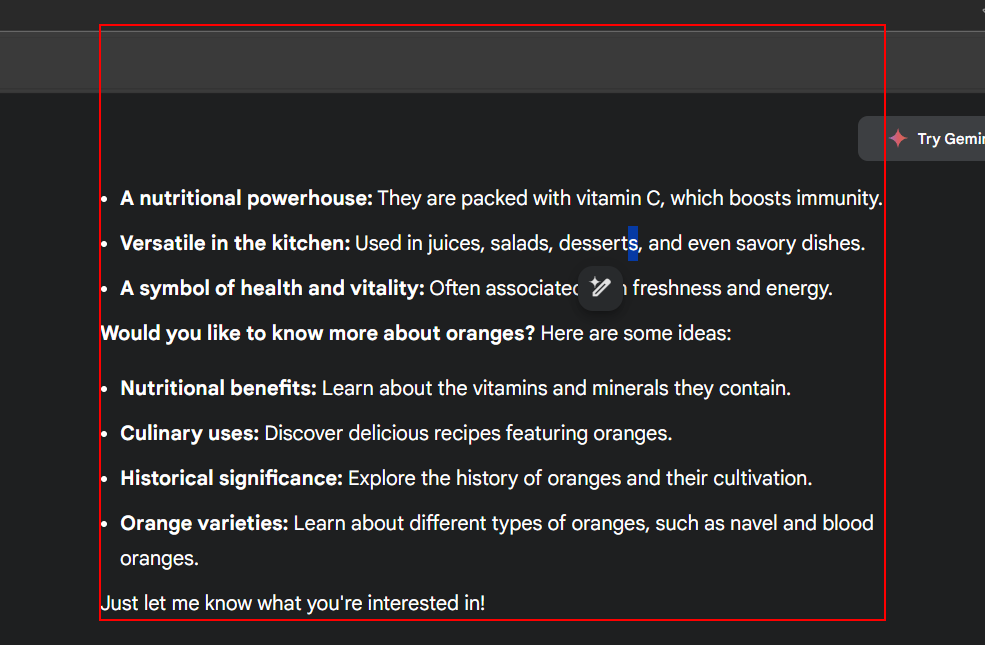 Try Gemin
• A nutritional powerhouse: They are packed with vitamin C, which boosts immunity.
• Versatile in the kitchen: Used in juices, salads, desserts, and even savory dishes.
• A symbol of health and vitality: Often associated freshness and energy.
Would you like to know more about oranges? Here are some ideas:
• Nutritional benefits: Learn about the vitamins and minerals they contain.
• Culinary uses: Discover delicious recipes featuring oranges.
• Historical significance: Explore the history of oranges and their cultivation.
• Orange varieties: Learn about different types of oranges, such as navel and blood
oranges.
Just let me know what you're interested in!